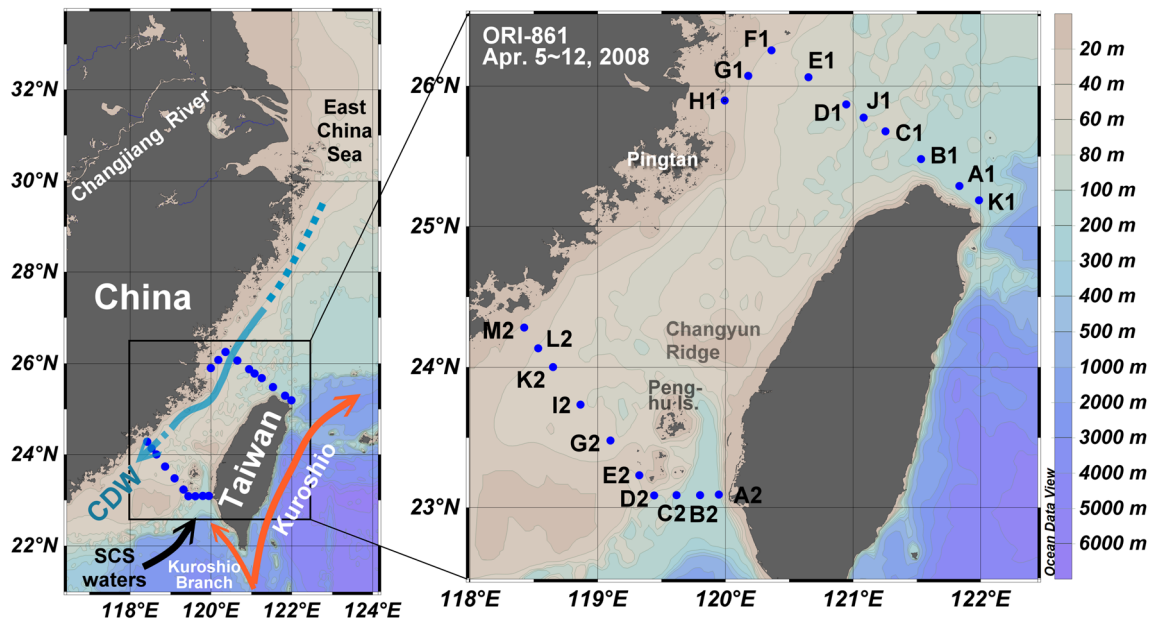 32°N
30°N
28°N
26°N
24°N
22°N
118°E
120°E
122°E
124°E
Changjiang River
East
China
Sea
China
Taiwan
Kuroshio
CDW
SCS
waters
Kuroshio
Branch
ORI-861
Apr. 5~12, 2008
26°N
25°N
24°N
23°N
118°E
119°E
120°E
121°E
122°E
F1
G1
E1
H1
D1
J1
C1
B1
A1
K1
Pingtan
Changyun
Ridge
Peng-
hu Is.
M2
L2
K2
I2
G2
E2
D2
C2
B2
A2
Ocean Data View
20 m
40 m
60 m
80 m
100 m
200 m
300 m
400 m
500 m
1000 m
2000 m
3000 m
4000 m
5000 m
6000 m